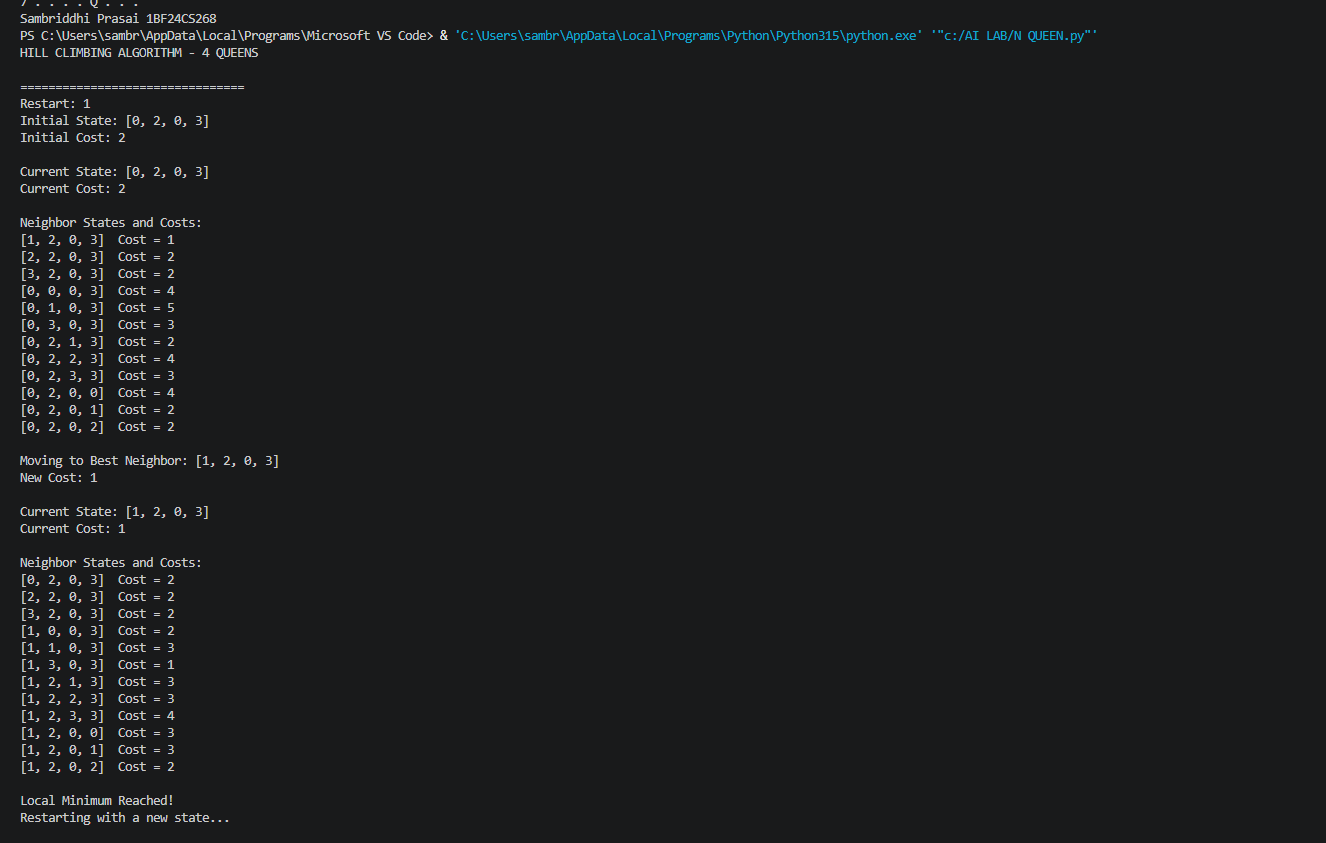 7 . . . . Q . . .
Sambriddhi Prasai 1BF24CS268
PS C:\Users\sambr\AppData\Local\Programs\Microsoft VS Code> & 'C:\Users\sambr\AppData\Local\Programs\Python\Python315\python.exe' '"c:/AI LAB/N QUEEN.py"'
HILL CLIMBING ALGORITHM - 4 QUEENS
================================
Restart: 1
Initial State: [0, 2, 0, 3]
Initial Cost: 2
Current State: [0, 2, 0, 3]
Current Cost: 2
Neighbor States and Costs:
[1, 2, 0, 3]  Cost = 1
[2, 2, 0, 3]  Cost = 2
[3, 2, 0, 3]  Cost = 2
[0, 0, 0, 3]  Cost = 4
[0, 1, 0, 3]  Cost = 5
[0, 3, 0, 3]  Cost = 3
[0, 2, 1, 3]  Cost = 2
[0, 2, 2, 3]  Cost = 4
[0, 2, 3, 3]  Cost = 3
[0, 2, 0, 0]  Cost = 4
[0, 2, 0, 1]  Cost = 2
[0, 2, 0, 2]  Cost = 2
Moving to Best Neighbor: [1, 2, 0, 3]
New Cost: 1
Current State: [1, 2, 0, 3]
Current Cost: 1
Neighbor States and Costs:
[0, 2, 0, 3]  Cost = 2
[2, 2, 0, 3]  Cost = 2
[3, 2, 0, 3]  Cost = 2
[1, 0, 0, 3]  Cost = 2
[1, 1, 0, 3]  Cost = 3
[1, 3, 0, 3]  Cost = 1
[1, 2, 1, 3]  Cost = 3
[1, 2, 2, 3]  Cost = 3
[1, 2, 3, 3]  Cost = 4
[1, 2, 0, 0]  Cost = 3
[1, 2, 0, 1]  Cost = 3
[1, 2, 0, 2]  Cost = 2
Local Minimum Reached!
Restarting with a new state...